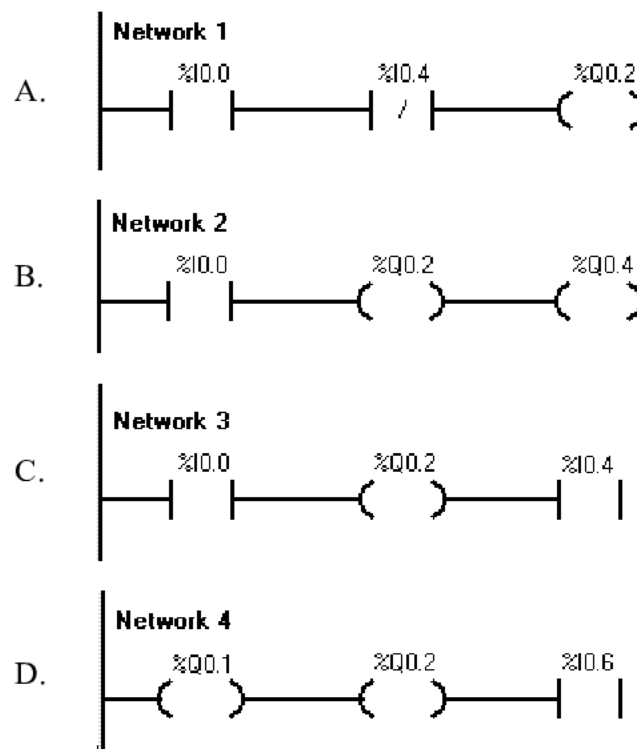 Network 1
A. %I0.0 %I0.4 %Q0.2
/
Network 2
B. %I0.0 %Q0.2 %Q0.4
Network 3
C. %I0.0 %Q0.2 %I0.4
Network 4
D. %Q0.1 %Q0.2 %I0.6